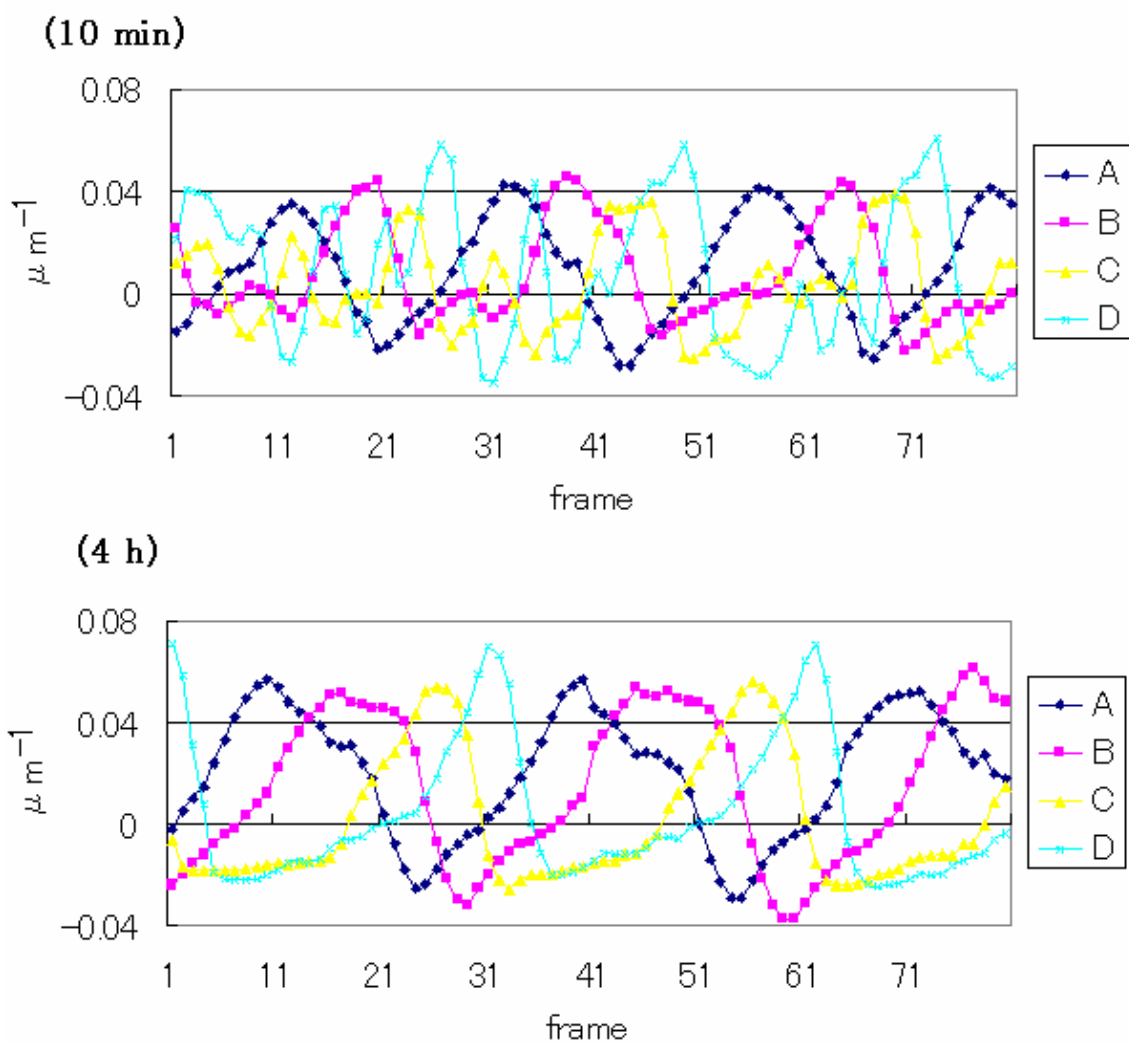 (10 min)
0.08
0.04
0
−0.04
μ m⁻¹
1 11 21 31 41 51 61 71
frame
A
B
C
D
(4 h)
0.08
0.04
0
−0.04
μ m⁻¹
1 11 21 31 41 51 61 71
frame
A
B
C
D